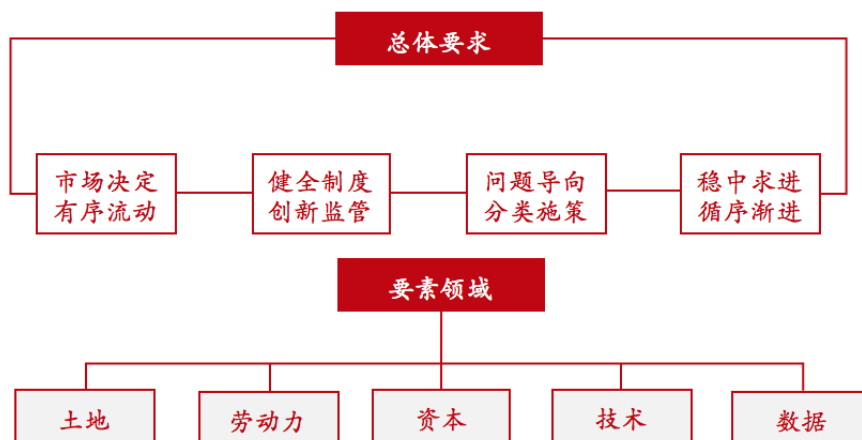 总体要求
市场决定
有序流动
健全制度
创新监管
问题导向
分类施策
稳中求进
循序渐进
要素领域
土地
劳动力
资本
技术
数据